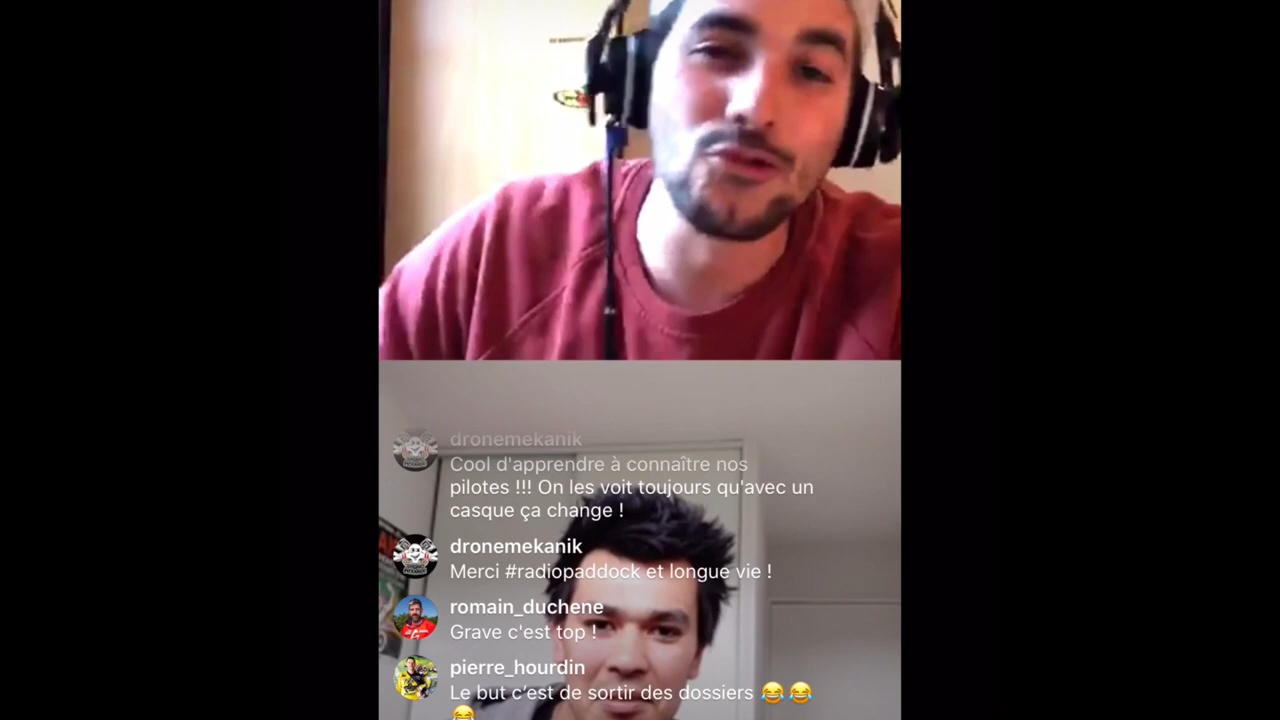 dronemekanik
Cool d'apprendre à connaître nos
pilotes !!! On les voit toujours qu'avec un
casque ça change !
dronemekanik
Merci #radiopaddock et longue vie !
romain_duchene
Grave c'est top !
pierre_hourdin
Le but c’est de sortir des dossiers 😂😂
😂